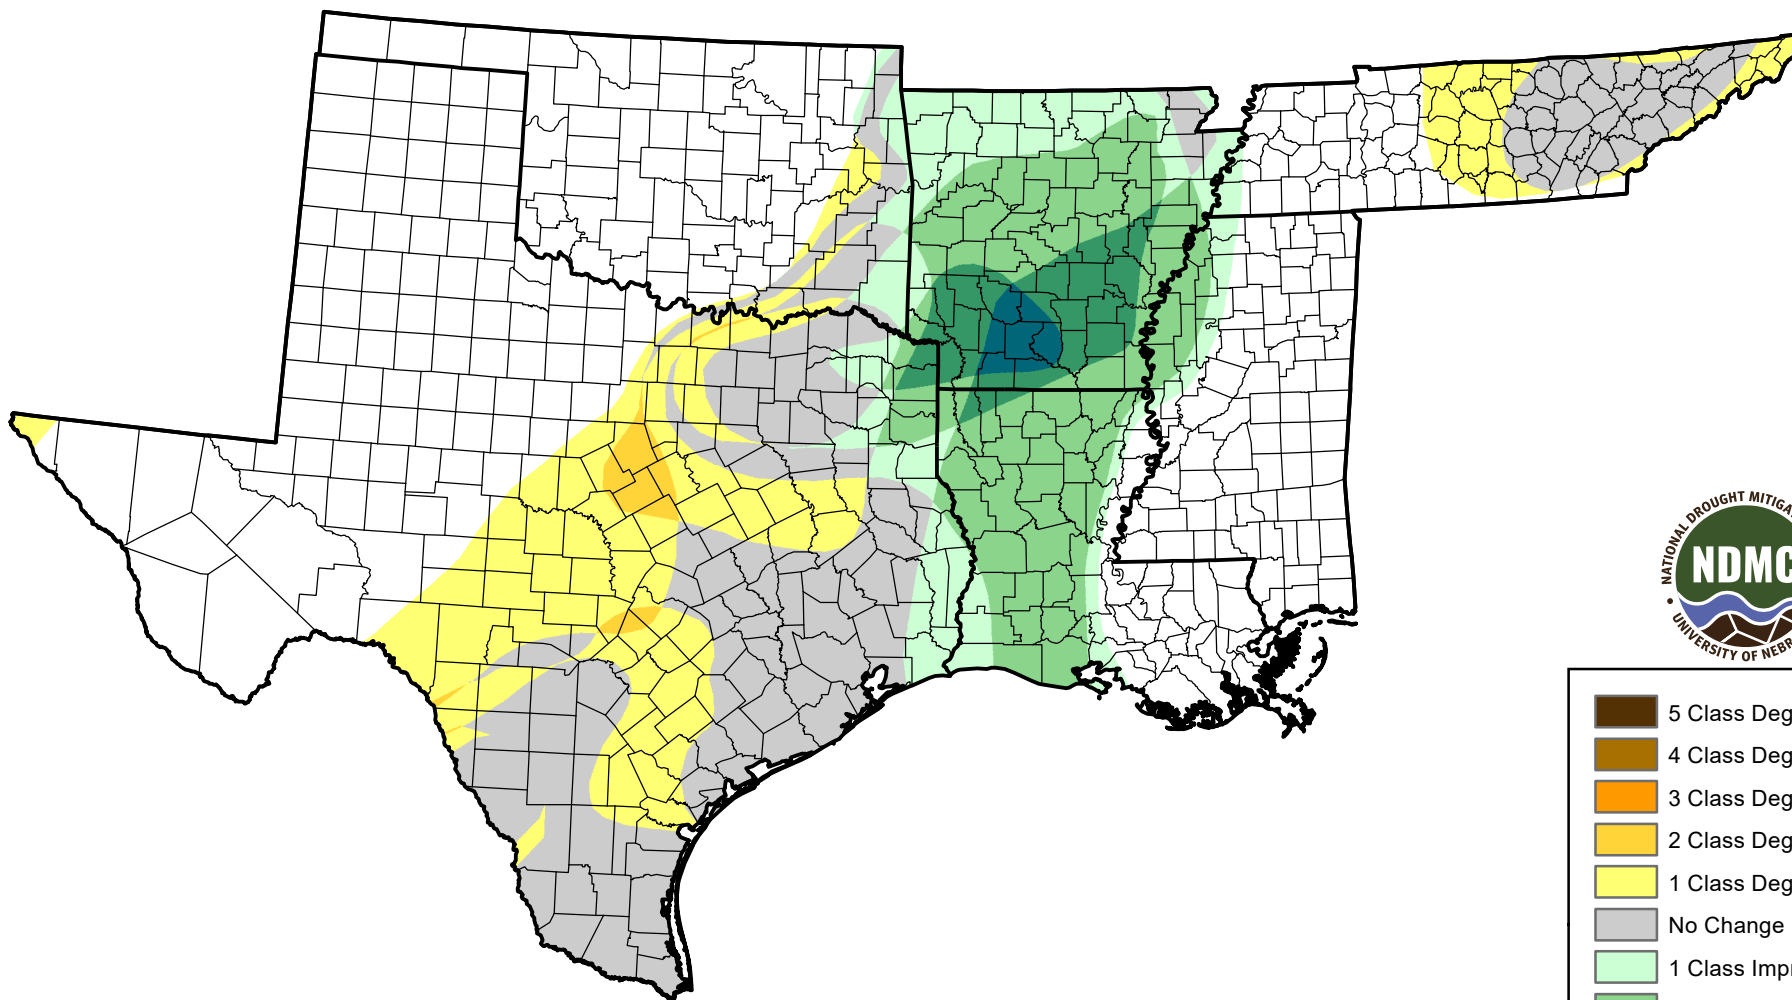 NATIONAL DROUGHT MITIGA
NDMC
UNIVERSITY OF NEBR
5 Class Deg
4 Class Deg
3 Class Deg
2 Class Deg
1 Class Deg
No Change
1 Class Impr